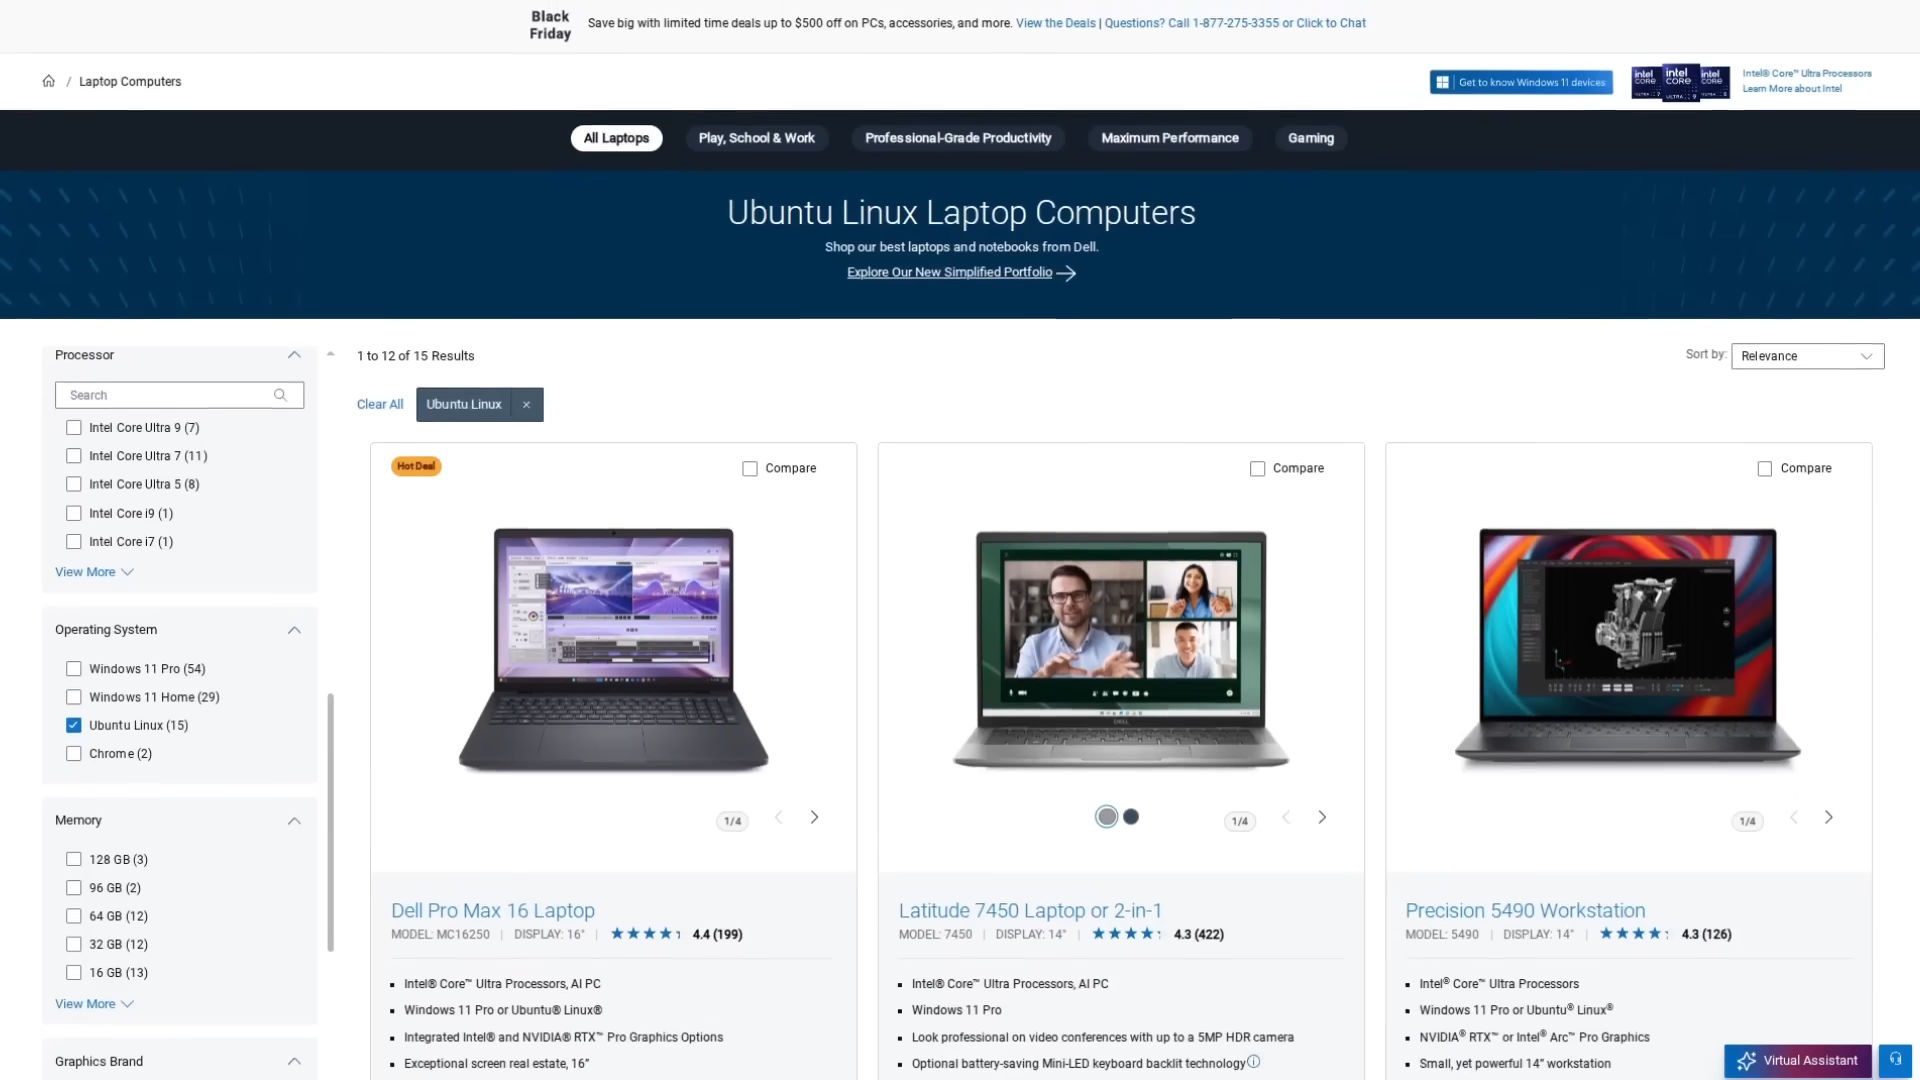 Black
Friday
Save big with limited time deals up to $500 off on PCs, accessories, and more. View the Deals | Questions? Call 1-877-275-3355 or Click to Chat
/ Laptop Computers
Get to know Windows 11 devices
intel CORE ULTRA 7
intel CORE ULTRA 9
intel CORE ULTRA 5
Intel® Core™ Ultra Processors
Learn More about Intel
All Laptops
Play, School & Work
Professional-Grade Productivity
Maximum Performance
Gaming
Ubuntu Linux Laptop Computers
Shop our best laptops and notebooks from Dell.
Explore Our New Simplified Portfolio
Processor
Search
Intel Core Ultra 9 (7)
Intel Core Ultra 7 (11)
Intel Core Ultra 5 (8)
Intel Core i9 (1)
Intel Core i7 (1)
View More
Operating System
Windows 11 Pro (54)
Windows 11 Home (29)
Ubuntu Linux (15)
Chrome (2)
Memory
128 GB (3)
96 GB (2)
64 GB (12)
32 GB (12)
16 GB (13)
View More
Graphics Brand
1 to 12 of 15 Results
Sort by: Relevance
Clear All
Ubuntu Linux ×
Hot Deal
Compare
1/4
Dell Pro Max 16 Laptop
MODEL: MC16250 | DISPLAY: 16" | 4.4 (199)
Intel® Core™ Ultra Processors, AI PC
Windows 11 Pro or Ubuntu® Linux®
Integrated Intel® and NVIDIA® RTX™ Pro Graphics Options
Exceptional screen real estate, 16”
Compare
DELL
1/4
Latitude 7450 Laptop or 2-in-1
MODEL: 7450 | DISPLAY: 14" | 4.3 (422)
Intel® Core™ Ultra Processors, AI PC
Windows 11 Pro
Look professional on video conferences with up to a 5MP HDR camera
Optional battery-saving Mini-LED keyboard backlit technology
Compare
1/4
Precision 5490 Workstation
MODEL: 5490 | DISPLAY: 14" | 4.3 (126)
Intel® Core™ Ultra Processors
Windows 11 Pro or Ubuntu® Linux®
NVIDIA® RTX™ or Intel® Arc™ Pro Graphics
Small, yet powerful 14” workstation
Virtual Assistant